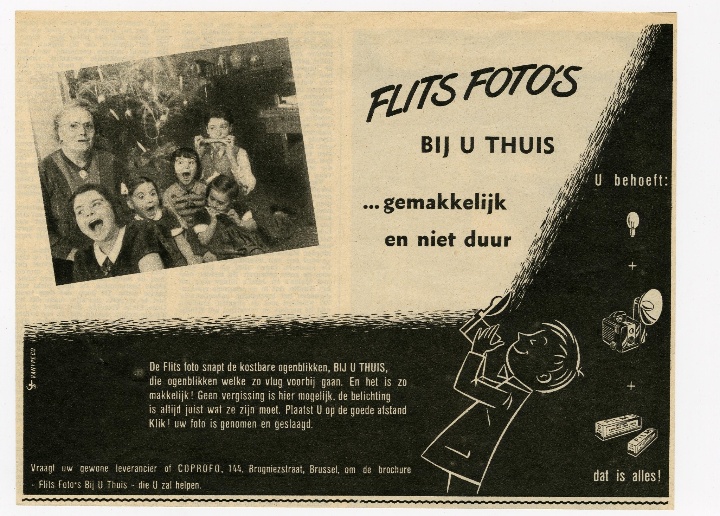 FLITS FOTO'S
BIJ U THUIS
... gemakkelijk
en niet duur
U behoeft:
+
+
dat is alles!
De Flits foto snapt de kostbare ogenblikken, BIJ U THUIS,
die ogenblikken welke zo vlug voorbij gaan. En het is zo
makkelijk! Geen vergissing is hier mogelijk, de belichting
is altijd juist wat ze zijn moet. Plaatst U op de goede afstand
Klik! uw foto is genomen en geslaagd.
Vraagt uw gewone leverancier of COPROFO, 144, Brogniezstraat, Brussel, om de brochure
- Flits Foto's Bij U Thuis - die U zal helpen.
VANYPECO